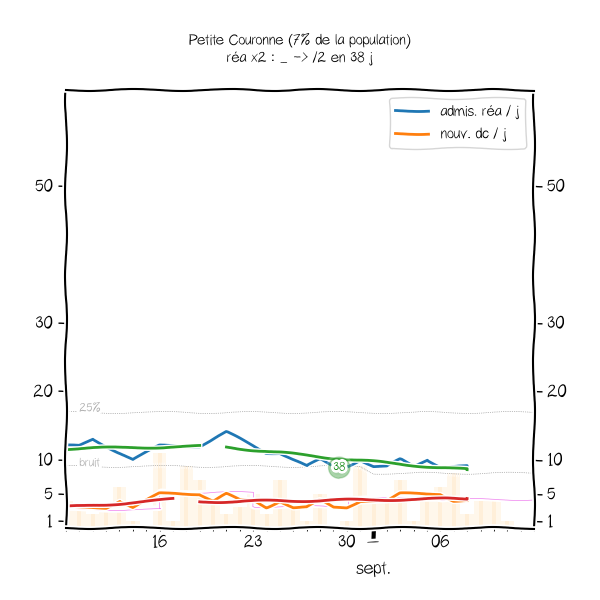 Petite Couronne (7% de la population)
réa x2 : _ -> /2 en 38 j
admis. réa / j
nouv. dc / j
50 50
30 30
20 20
25%
10 10
bruit
38
5 5
1 1
16 23 30 1 06
sept.